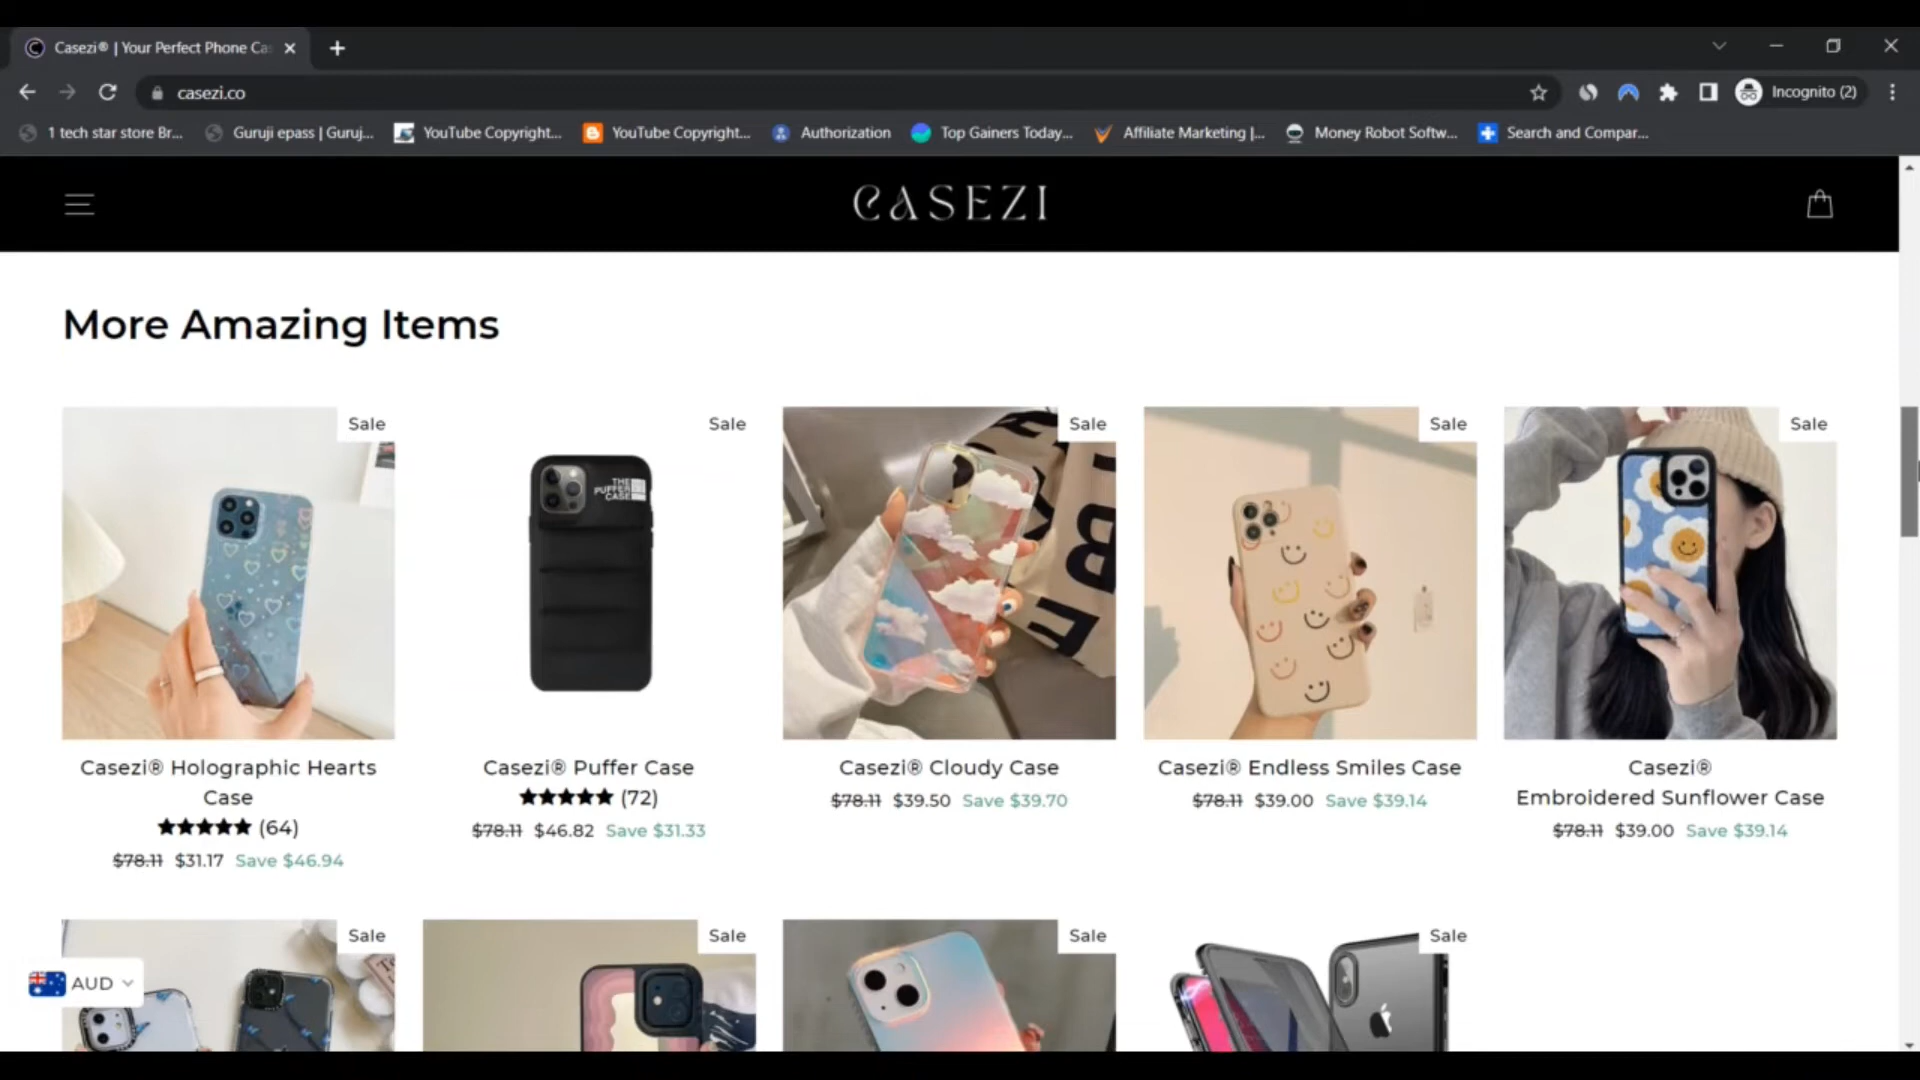 Casezi® | Your Perfect Phone Ca
casezi.co
Incognito (2)
1 tech star store Br...
Guruji epass | Guruj...
YouTube Copyright...
YouTube Copyright...
Authorization
Top Gainers Today...
Affiliate Marketing |...
Money Robot Softw...
Search and Compar...
CASEZI
More Amazing Items
Sale
Sale
Sale
Sale
Sale
THE
PUFFER
CASE
Casezi® Holographic Hearts
Case
★★★★★ (64)
$78.11 $31.17 Save $46.94
Casezi® Puffer Case
★★★★★ (72)
$78.11 $46.82 Save $31.33
Casezi® Cloudy Case
$78.11 $39.50 Save $39.70
Casezi® Endless Smiles Case
$78.11 $39.00 Save $39.14
Casezi®
Embroidered Sunflower Case
$78.11 $39.00 Save $39.14
Sale
Sale
Sale
Sale
AUD